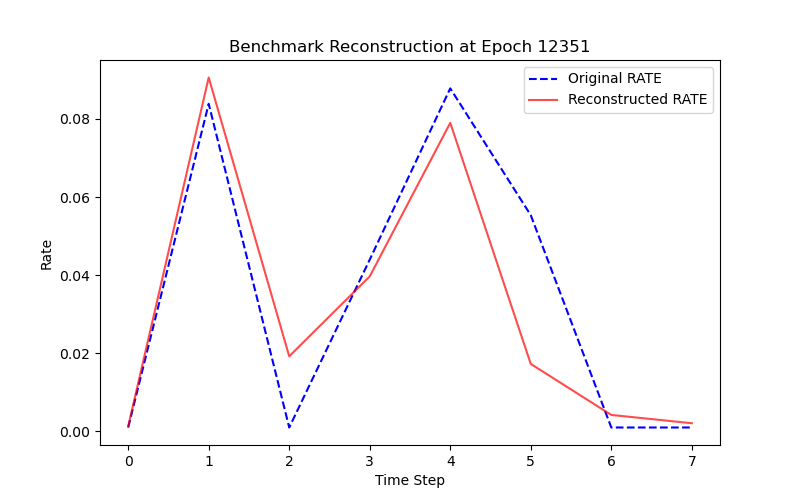 Benchmark Reconstruction at Epoch 12351
Original RATE
Reconstructed RATE
0.08
0.06
0.04
0.02
0.00
Rate
0 1 2 3 4 5 6 7
Time Step